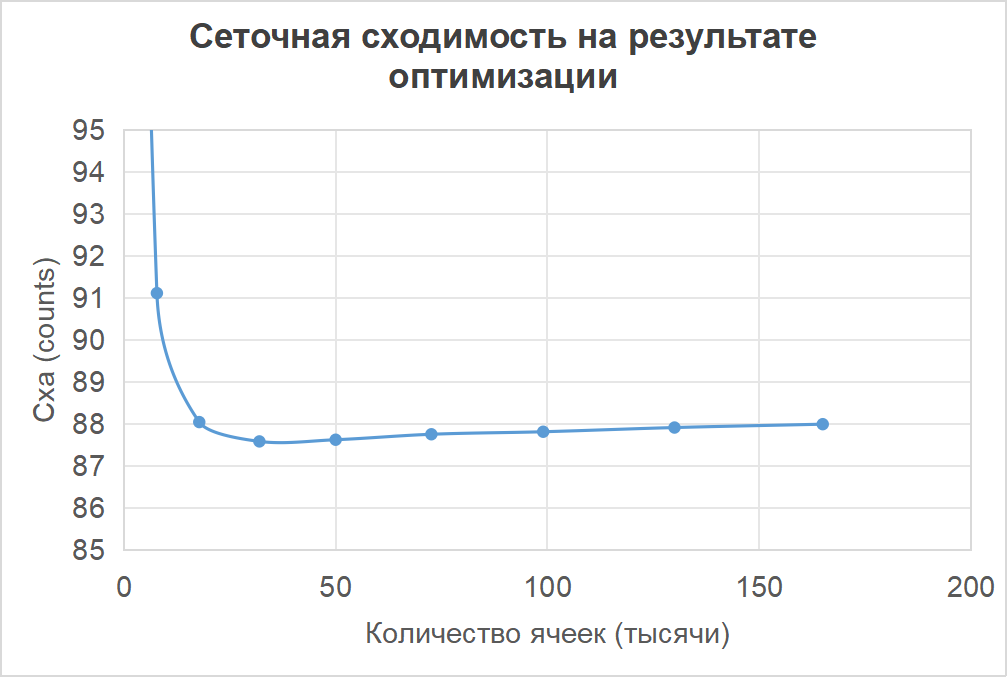 Сеточная сходимость на результате
оптимизации
95
94
93
92
91
90
89
88
87
86
85
Сха (counts)
0 50 100 150 200
Количество ячеек (тысячи)